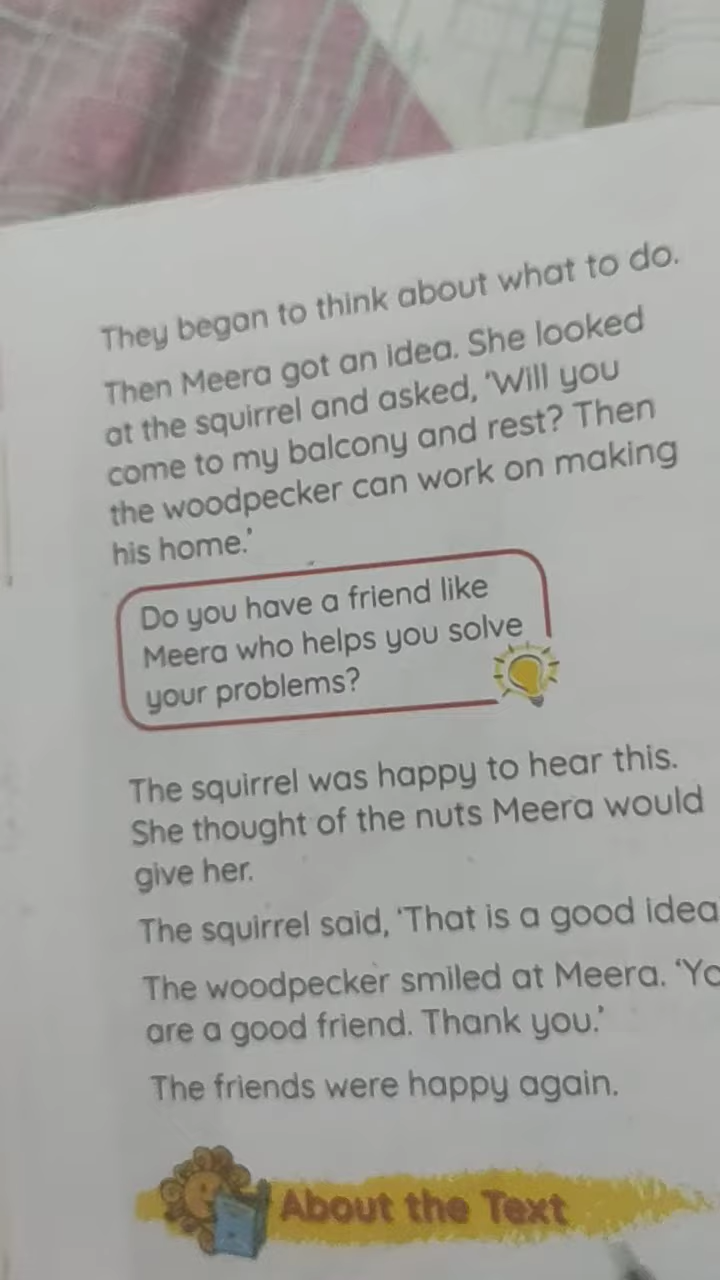 They began to think about what to do.
Then Meera got an idea. She looked
at the squirrel and asked, ‘Will you
come to my balcony and rest? Then
the woodpecker can work on making
his home.’
Do you have a friend like
Meera who helps you solve
your problems?
The squirrel was happy to hear this.
She thought of the nuts Meera would
give her.
The squirrel said, ‘That is a good idea
The woodpecker smiled at Meera. ‘Yo
are a good friend. Thank you.’
The friends were happy again.
About the Text